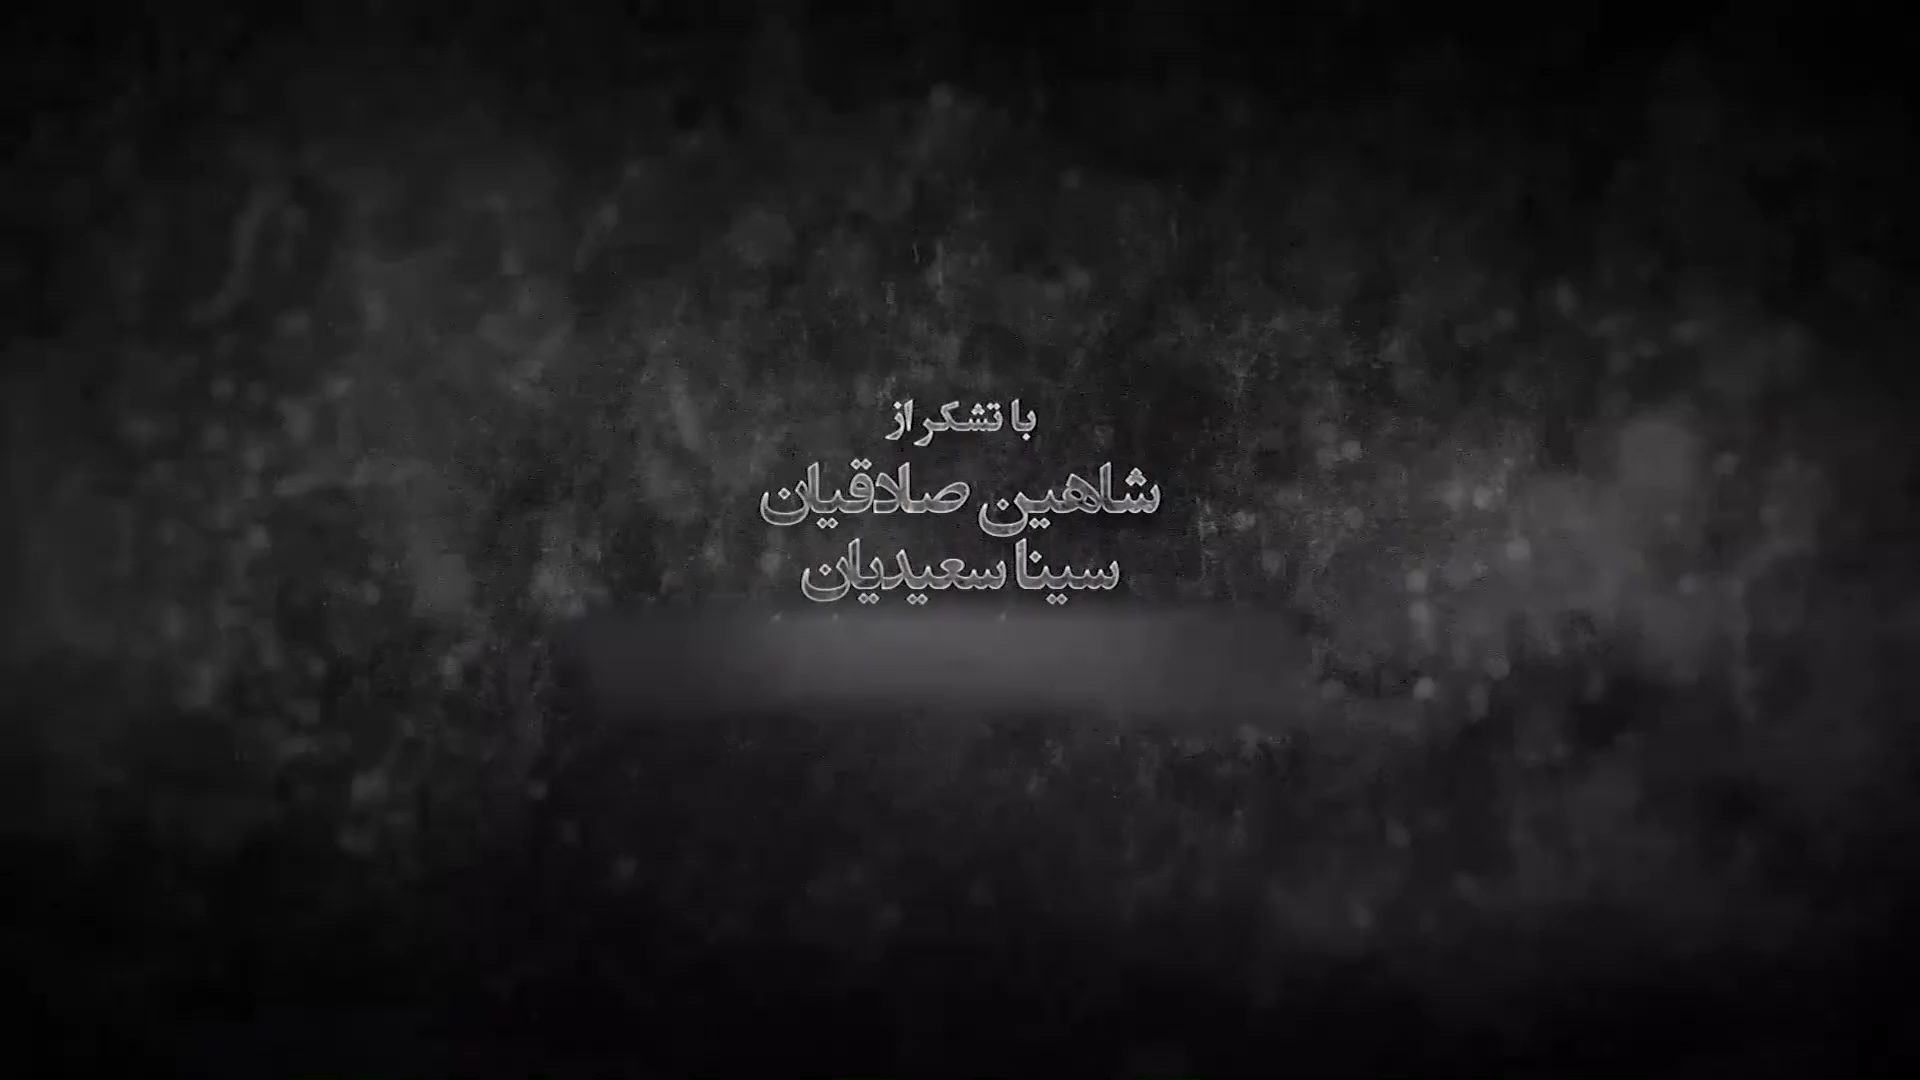 با تشکر از
شاهین صادقیان
سینا سعیدیان